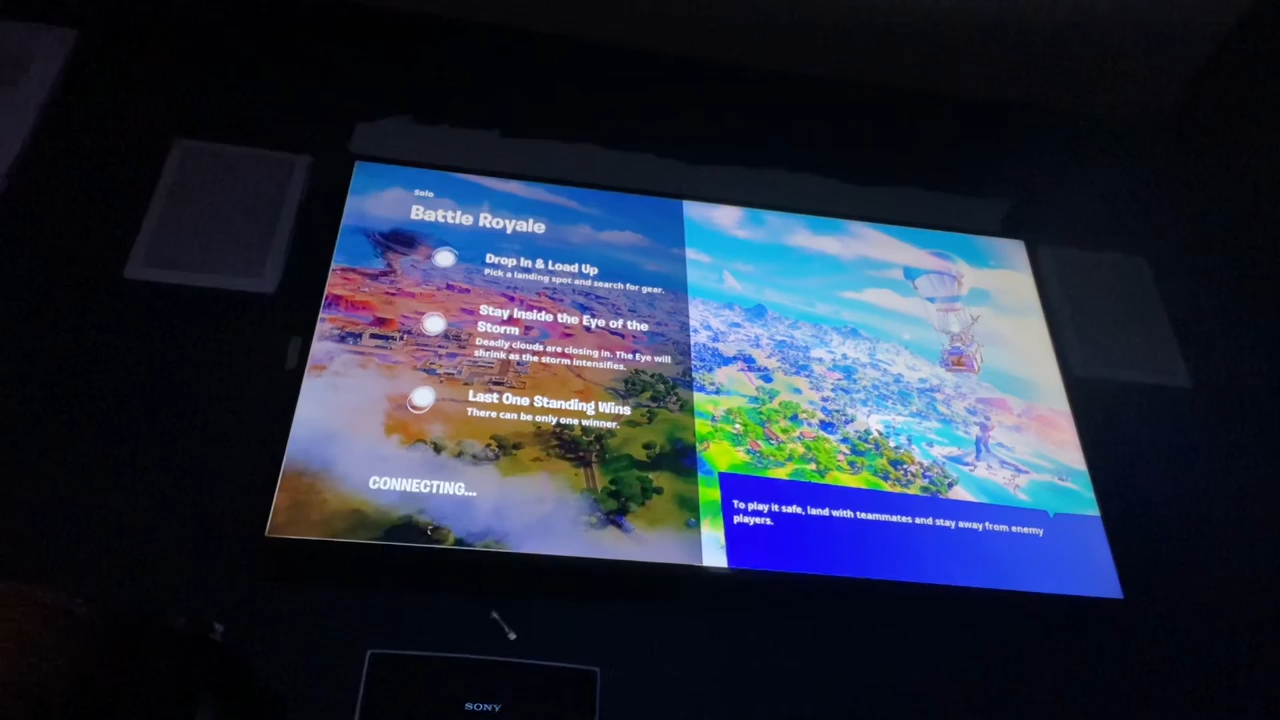 Solo
Battle Royale
Drop In & Load Up
Pick a landing spot and search for gear.
Stay Inside the Eye of the
Storm
Deadly clouds are closing in. The Eye will
shrink as the storm intensifies.
Last One Standing Wins
There can be only one winner.
CONNECTING...
To play it safe, land with teammates and stay away from enemy
players.
SONY